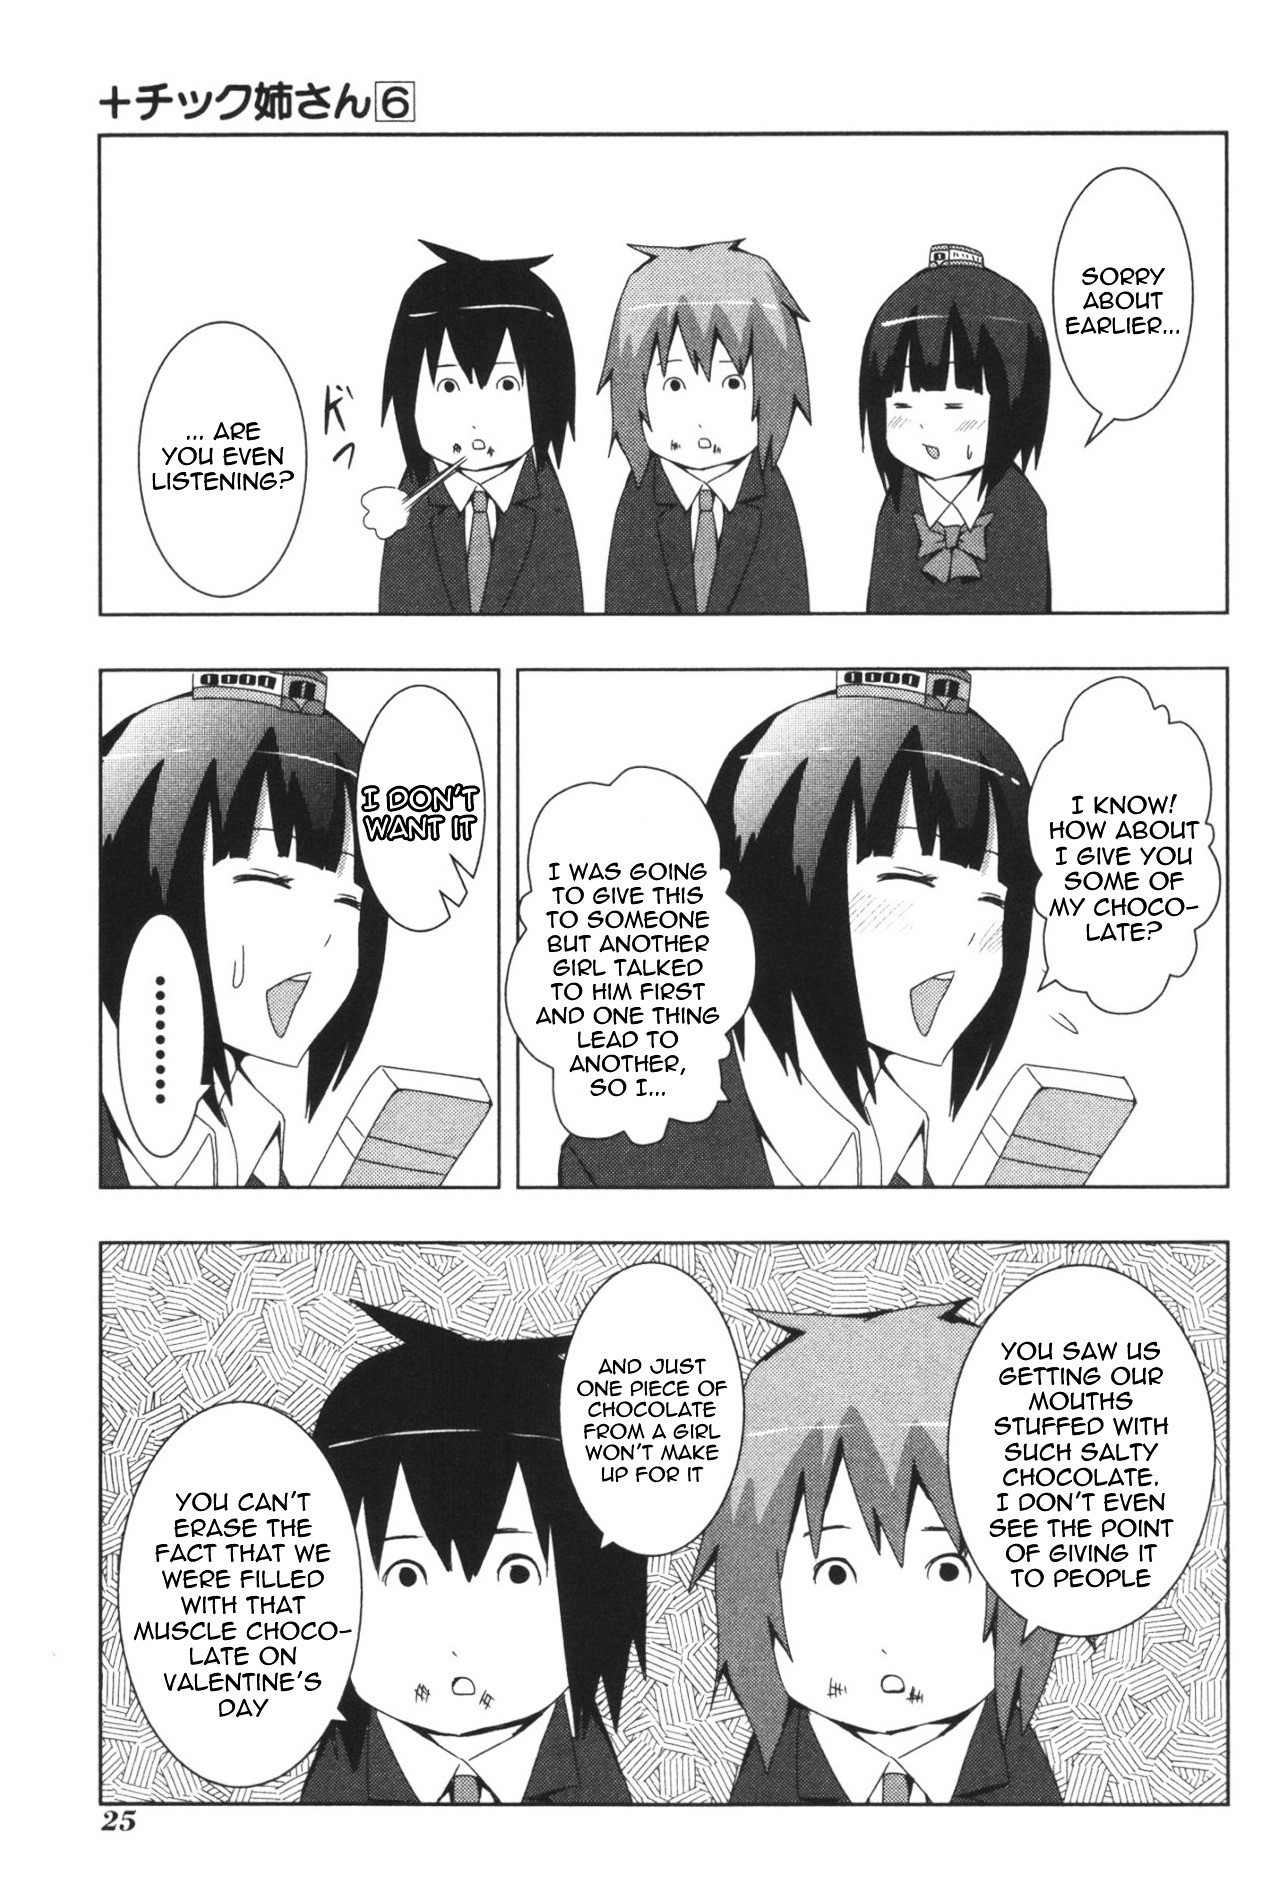 +チック姉さん6
SORRY
ABOUT
EARLIER...
ドッ
... ARE
YOU EVEN
LISTENING?
I KNOW!
HOW ABOUT
I GIVE YOU
SOME OF
MY CHOCO-
LATE?
I WAS GOING
TO GIVE THIS
TO SOMEONE
BUT ANOTHER
GIRL TALKED
TO HIM FIRST
AND ONE THING
LEAD TO
ANOTHER,
SO I...
I DON'T
WANT IT
.........
YOU SAW US
GETTING OUR
MOUTHS
STUFFED WITH
SUCH SALTY
CHOCOLATE.
I DON'T EVEN
SEE THE POINT
OF GIVING IT
TO PEOPLE
AND JUST
ONE PIECE OF
CHOCOLATE
FROM A GIRL
WON'T MAKE
UP FOR IT
YOU CAN'T
ERASE THE
FACT THAT WE
WERE FILLED
WITH THAT
MUSCLE CHOCO-
LATE ON
VALENTINE'S
DAY
25